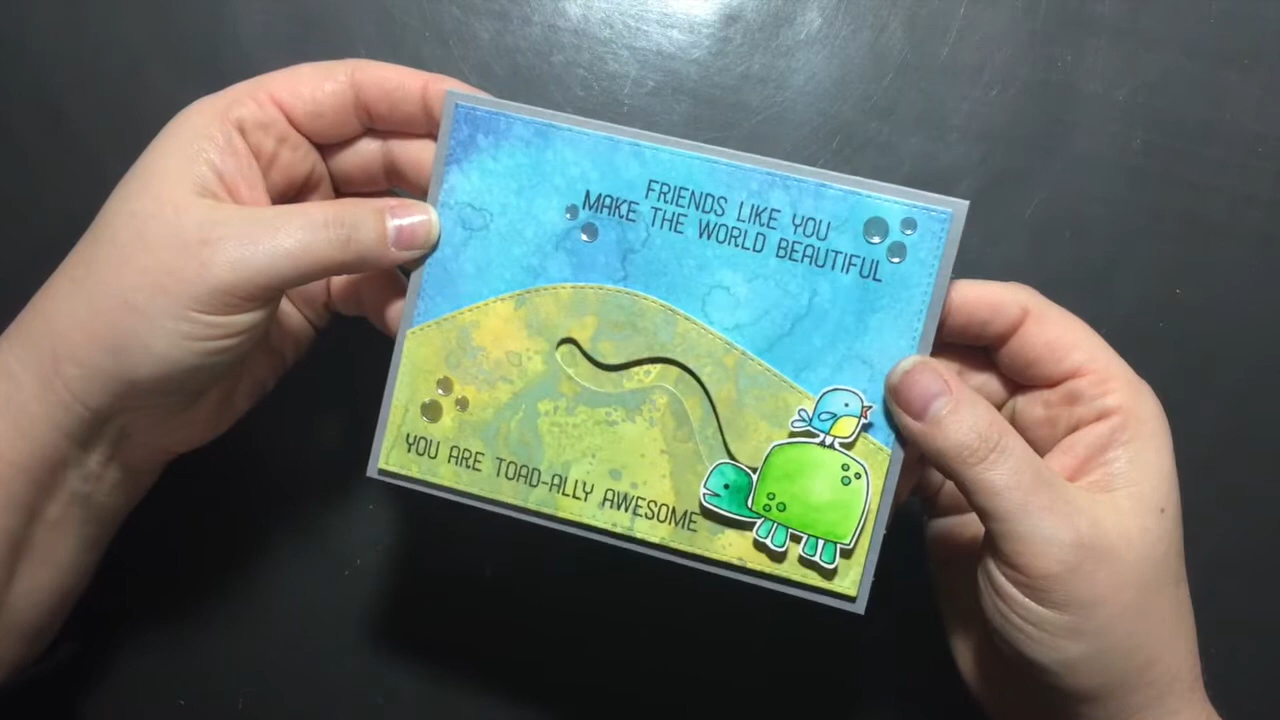 FRIENDS LIKE YOU
MAKE THE WORLD BEAUTIFUL
YOU ARE TOAD-ALLY AWESOME